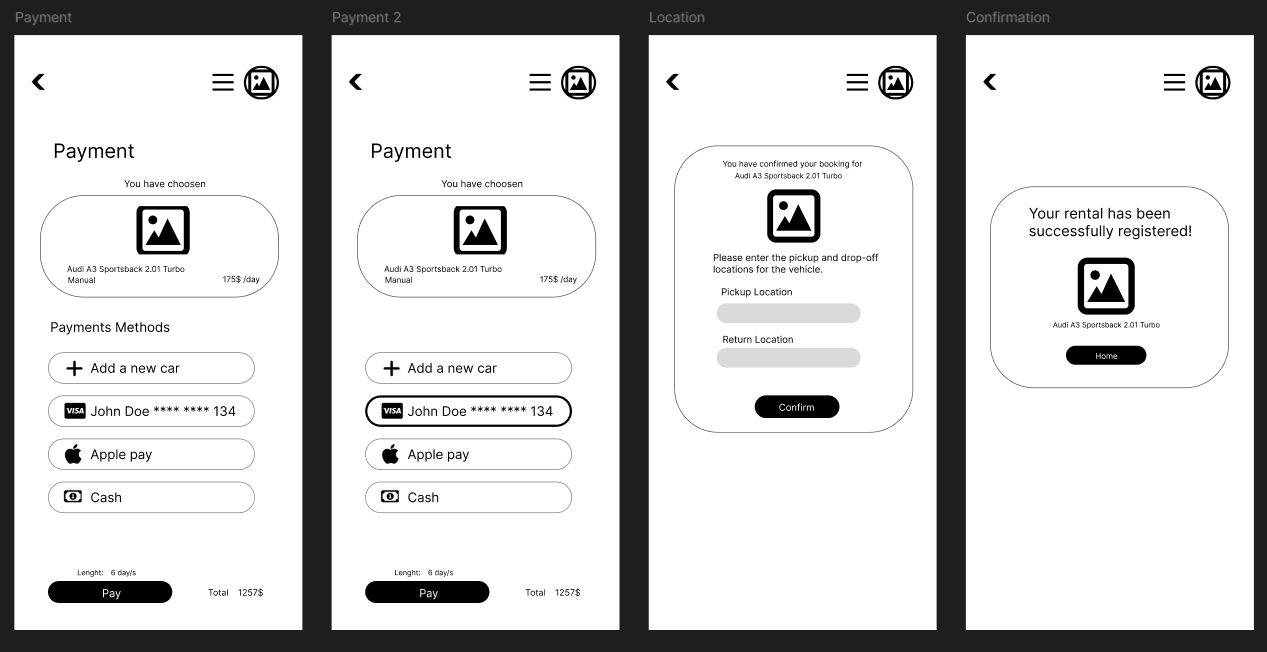 Payment
Payment
You have choosen
Audi A3 Sportsback 2.01 Turbo
Manual
175$ /day
Payments Methods
Add a new car
VISA John Doe **** **** 134
Apple pay
Cash
Lenght: 6 day/s
Pay
Total 1257$
Payment 2
Payment
You have choosen
Audi A3 Sportsback 2.01 Turbo
Manual
175$ /day
Add a new car
VISA John Doe **** **** 134
Apple pay
Cash
Lenght: 6 day/s
Pay
Total 1257$
Location
You have confirmed your booking for
Audi A3 Sportsback 2.01 Turbo
Please enter the pickup and drop-off
locations for the vehicle.
Pickup Location
Return Location
Confirm
Confirmation
Your rental has been
successfully registered!
Audi A3 Sportsback 2.01 Turbo
Home